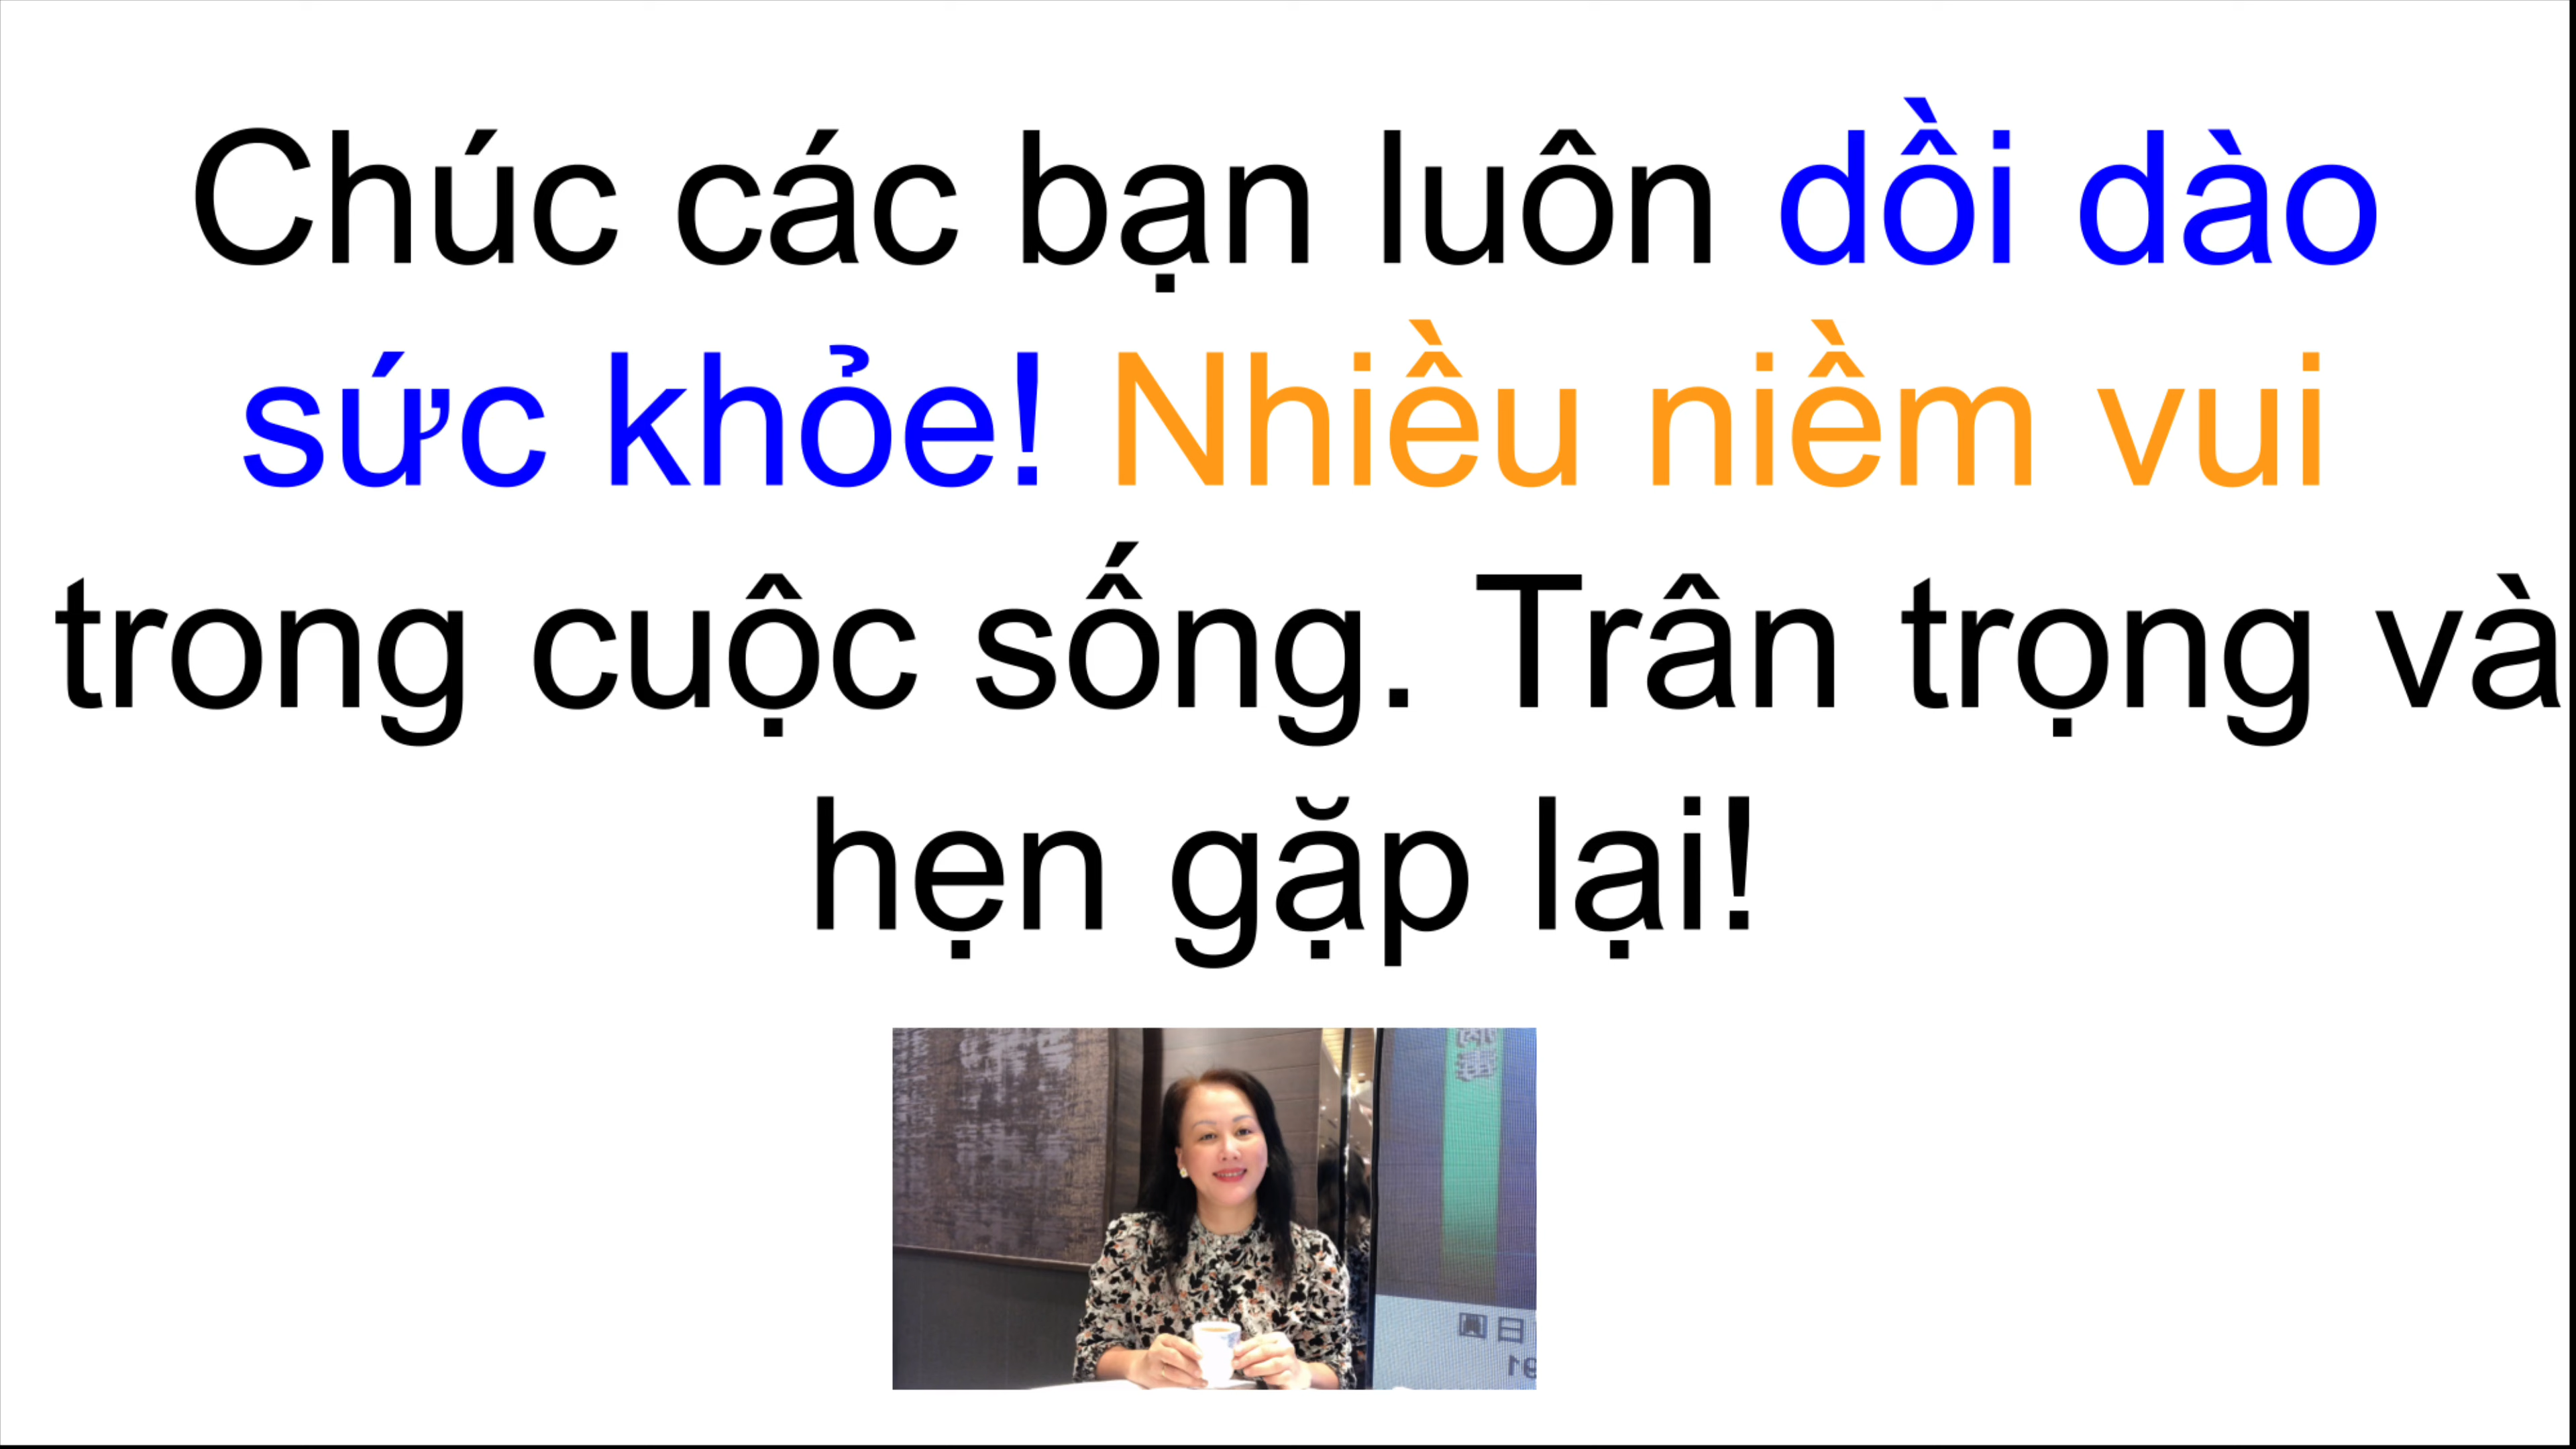 Chúc các bạn luôn dồi dào
sức khỏe! Nhiều niềm vui
trong cuộc sống. Trân trọng và
hẹn gặp lại!